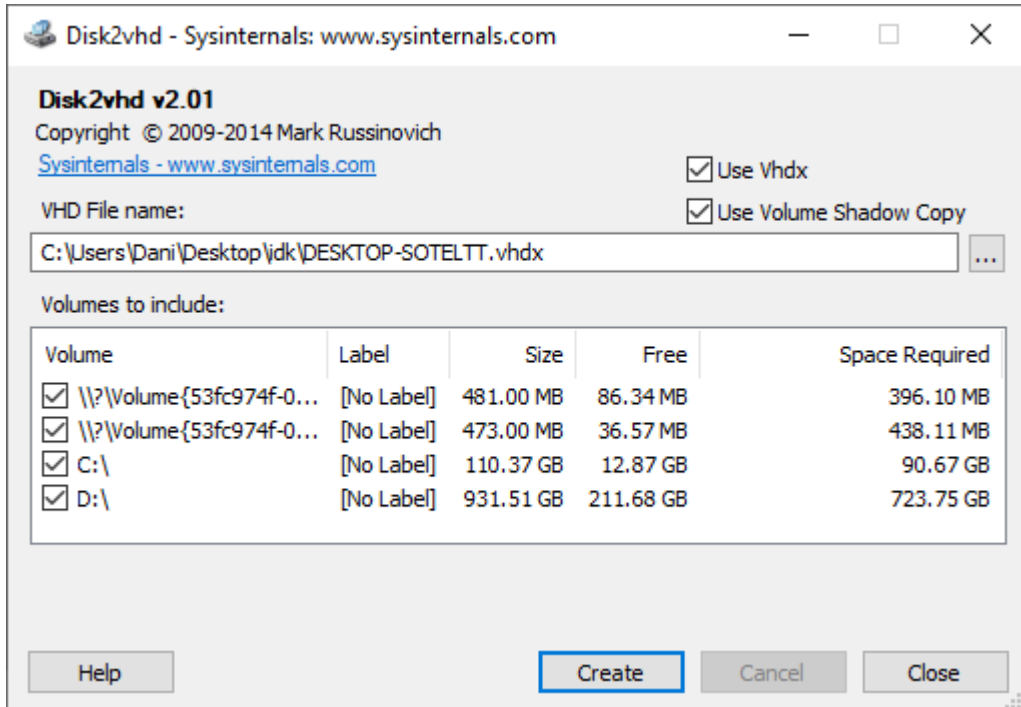 Disk2vhd - Sysinternals: www.sysinternals.com
Disk2vhd v2.01
Copyright © 2009-2014 Mark Russinovich
Sysinternals - www.sysinternals.com
Use Vhdx
VHD File name:
Use Volume Shadow Copy
C:\Users\Dani\Desktop\idk\DESKTOP-SOTELTT.vhdx
...
Volumes to include:
Volume Label Size Free Space Required
\\?\Volume{53fc974f-0... [No Label] 481.00 MB 86.34 MB 396.10 MB
\\?\Volume{53fc974f-0... [No Label] 473.00 MB 36.57 MB 438.11 MB
C:\ [No Label] 110.37 GB 12.87 GB 90.67 GB
D:\ [No Label] 931.51 GB 211.68 GB 723.75 GB
Help Create Cancel Close